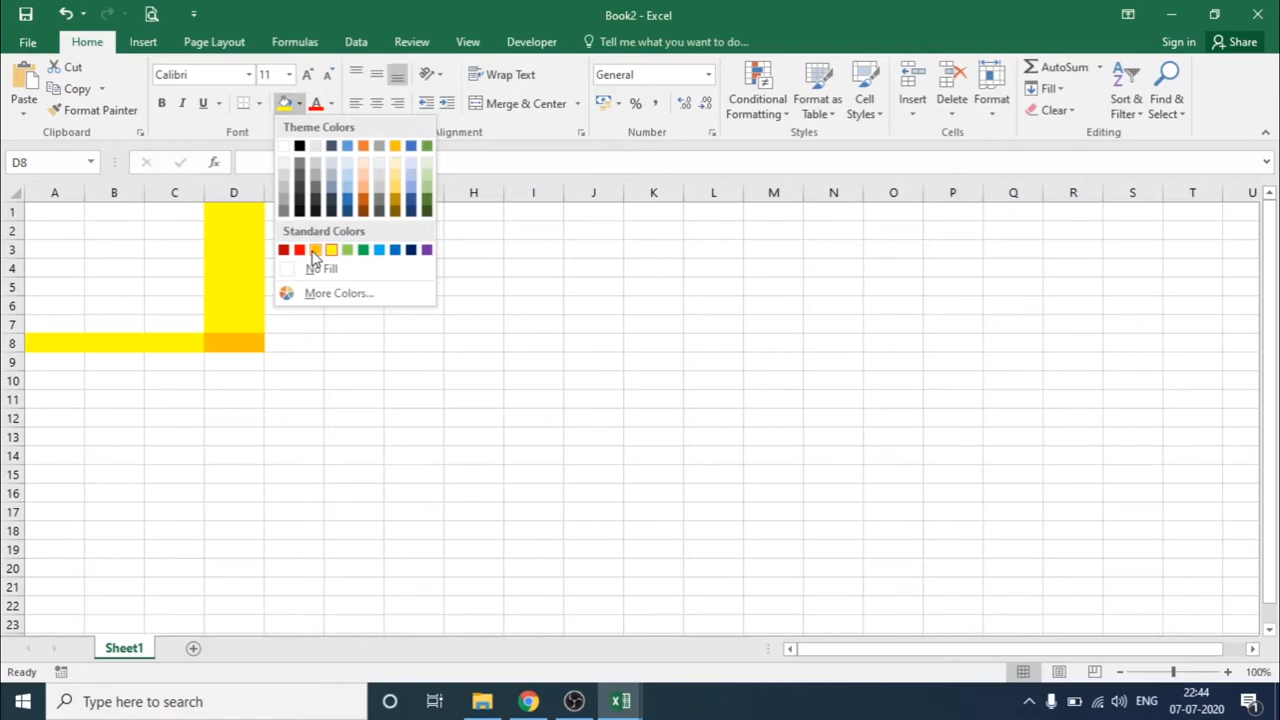 Book2 - Excel
File Home Insert Page Layout Formulas Data Review View Developer Tell me what you want to do... Sign in Share
Paste
Cut
Copy
Format Painter
Clipboard
Calibri 11
B I U A
Font
Wrap Text
Merge & Center
Alignment
General
%
Number
Conditional Formatting
Format as Table
Cell Styles
Styles
Insert Delete Format
Cells
AutoSum
Fill
Clear
Sort & Filter
Find & Select
Editing
D8
fx
Theme Colors
Standard Colors
No Fill
More Colors...
A B C D H I J K L M N O P Q R S T U
1
2
3
4
5
6
7
8
9
10
11
12
13
14
15
16
17
18
19
20
21
22
23
Sheet1
Ready 100%
Type here to search
ENG
22:44
07-07-2020
1